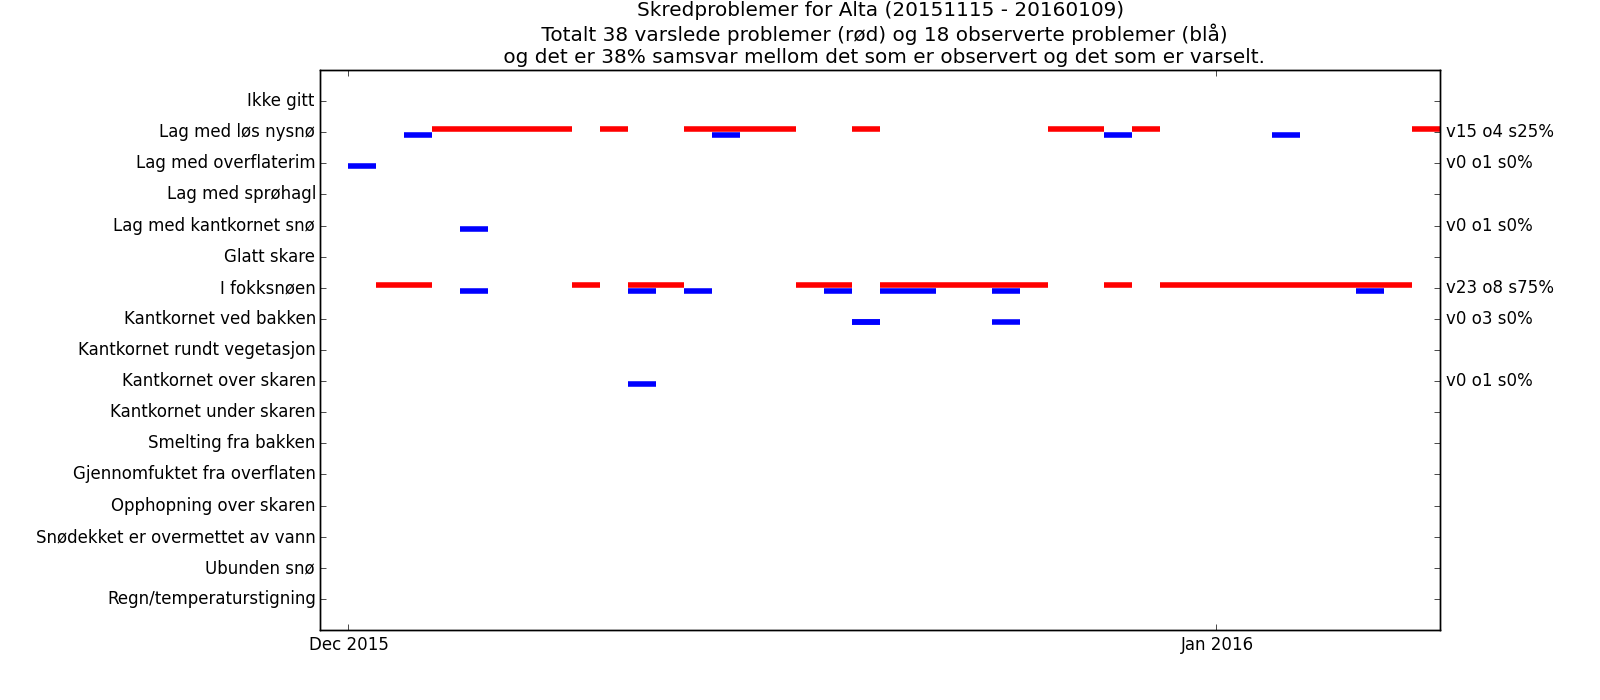 Skredproblemer for Alta (20151115 - 20160109)
Totalt 38 varslede problemer (rød) og 18 observerte problemer (blå)
og det er 38% samsvar mellom det som er observert og det som er varselt.
Ikke gitt
Lag med løs nysnø v15 o4 s25%
Lag med overflaterim v0 o1 s0%
Lag med sprøhagl
Lag med kantkornet snø v0 o1 s0%
Glatt skare
I fokksnøen v23 o8 s75%
Kantkornet ved bakken v0 o3 s0%
Kantkornet rundt vegetasjon
Kantkornet over skaren v0 o1 s0%
Kantkornet under skaren
Smelting fra bakken
Gjennomfuktet fra overflaten
Opphopning over skaren
Snødekket er overmettet av vann
Ubunden snø
Regn/temperaturstigning
Dec 2015 Jan 2016